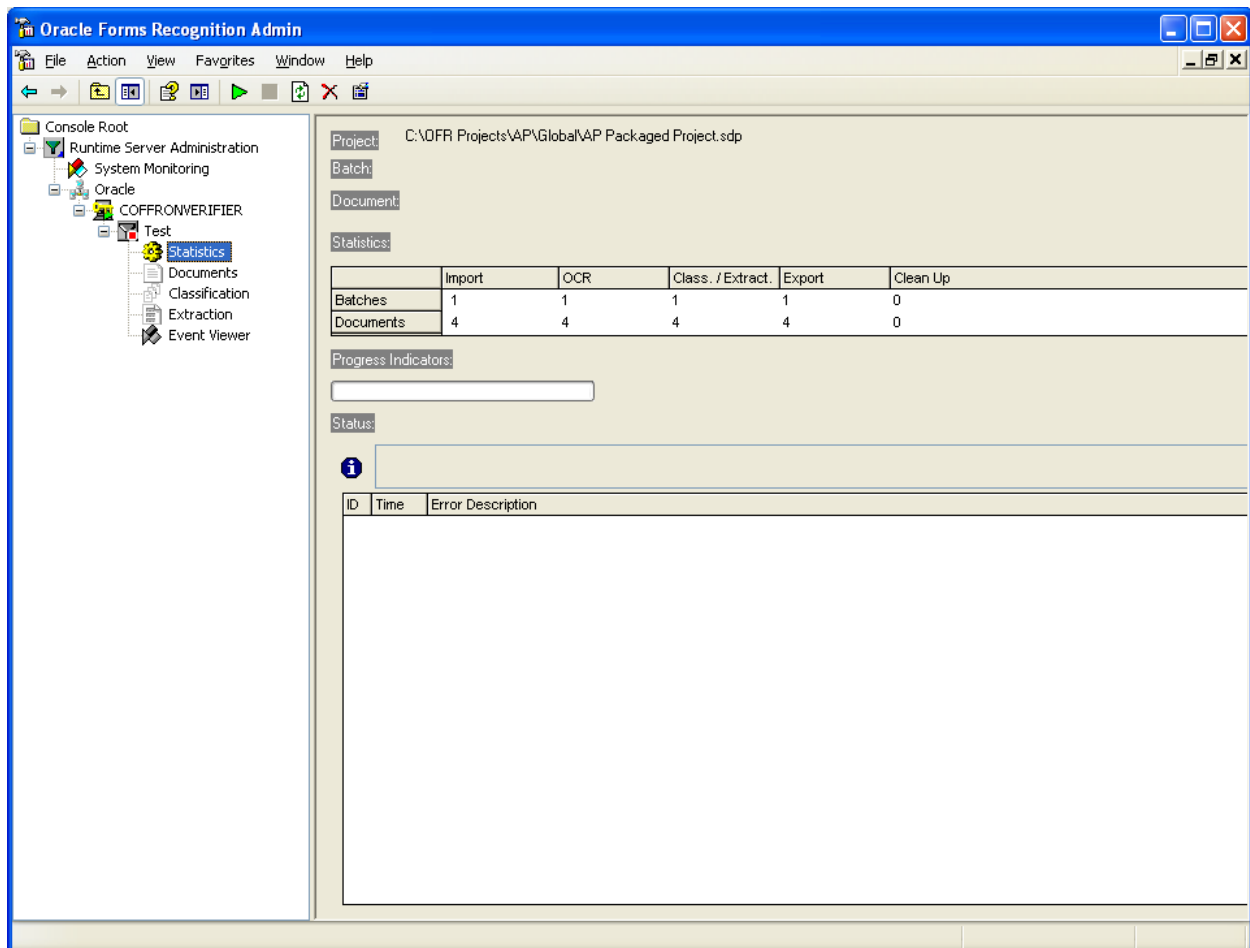 Oracle Forms Recognition Admin
File Action View Favorites Window Help
Console Root
Runtime Server Administration
System Monitoring
Oracle
COFFRONVERIFIER
Test
Statistics
Documents
Classification
Extraction
Event Viewer
Project: C:\OFR Projects\AP\Global\AP Packaged Project.sdp
Batch:
Document:
Statistics:
Import OCR Class. / Extract. Export Clean Up
Batches 1 1 1 1 0
Documents 4 4 4 4 0
Progress Indicators:
Status:
ID Time Error Description